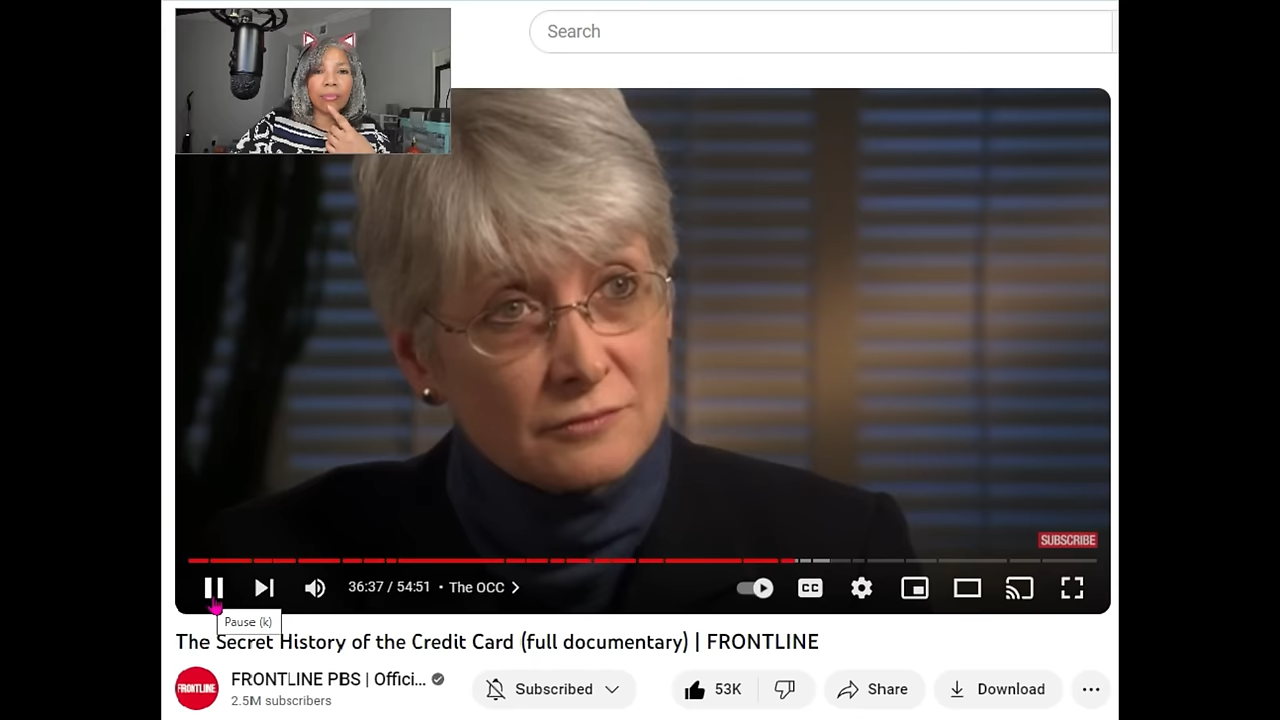 Search
SUBSCRIBE
36:37 / 54:51 • The OCC
CC
Pause (k)
The Secret History of the Credit Card (full documentary) | FRONTLINE
FRONTLINE
FRONTLINE PBS | Offici...
2.5M subscribers
Subscribed
53K
Share
Download